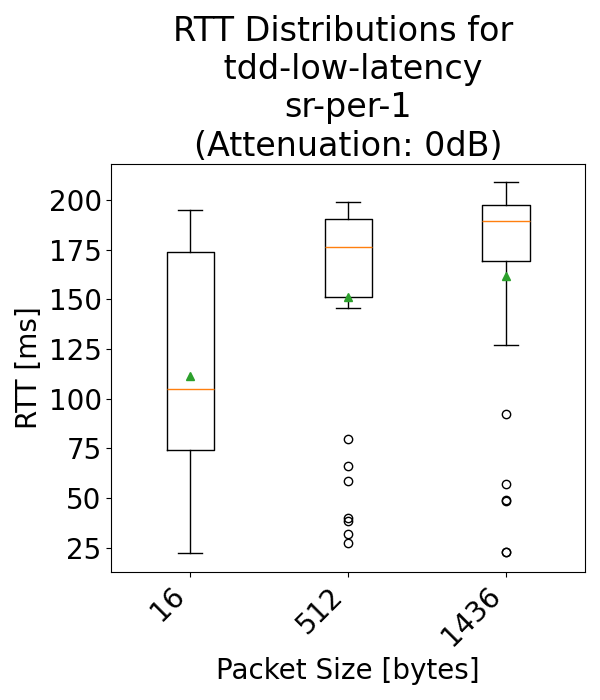 RTT Distributions for
tdd-low-latency
sr-per-1
(Attenuation: 0dB)
200
175
150
125
100
75
50
25
RTT [ms]
16
512
1436
Packet Size [bytes]